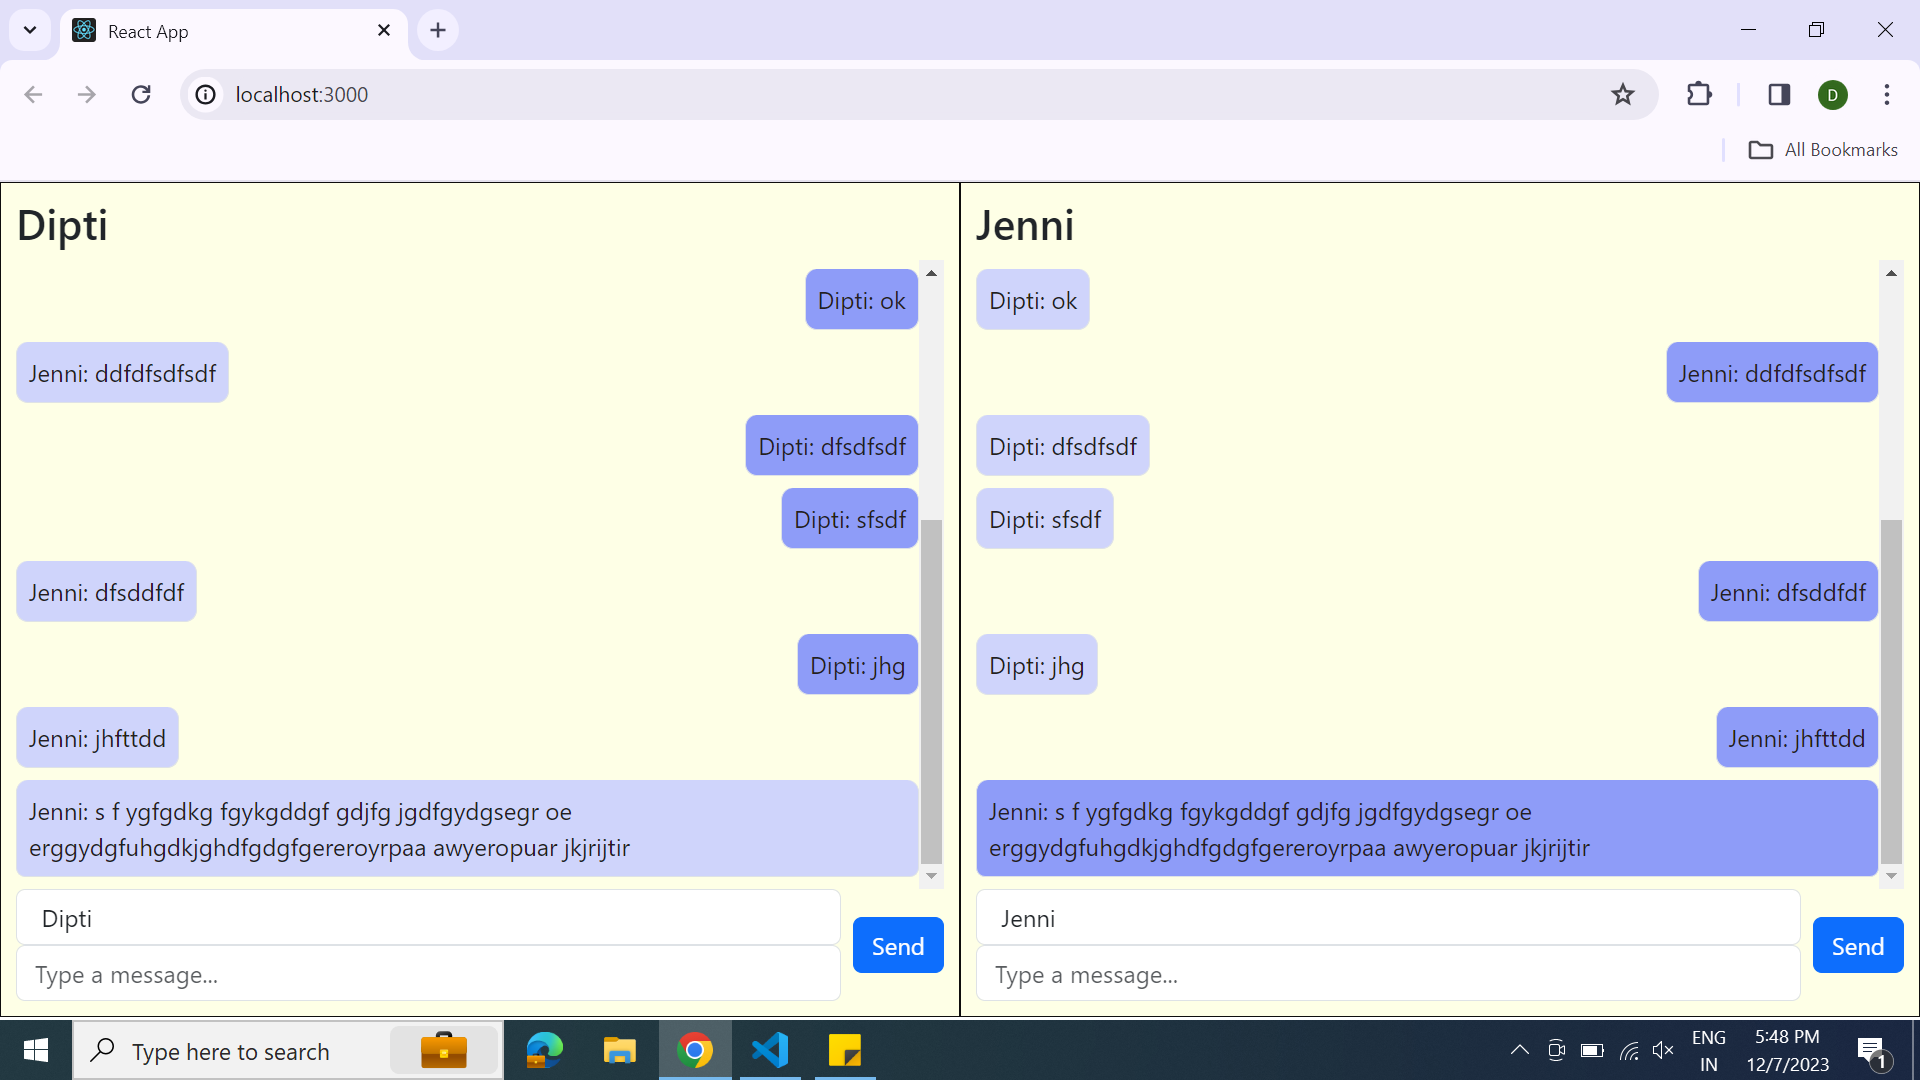 React App
localhost:3000
D
All Bookmarks
Dipti
Dipti: ok
Jenni: ddfdfsdfsdf
Dipti: dfsdfsdf
Dipti: sfsdf
Jenni: dfsddfdf
Dipti: jhg
Jenni: jhfttdd
Jenni: s f ygfgdkg fgykgddgf gdjfg jgdfgydgsegr oe
erggydgfuhgdkjghdfgdgfgereroyrpaa awyeropuar jkjrijtir
Dipti
Type a message...
Send
Jenni
Dipti: ok
Jenni: ddfdfsdfsdf
Dipti: dfsdfsdf
Dipti: sfsdf
Jenni: dfsddfdf
Dipti: jhg
Jenni: jhfttdd
Jenni: s f ygfgdkg fgykgddgf gdjfg jgdfgydgsegr oe
erggydgfuhgdkjghdfgdgfgereroyrpaa awyeropuar jkjrijtir
Jenni
Type a message...
Send
Type here to search
ENG
IN
5:48 PM
12/7/2023
1